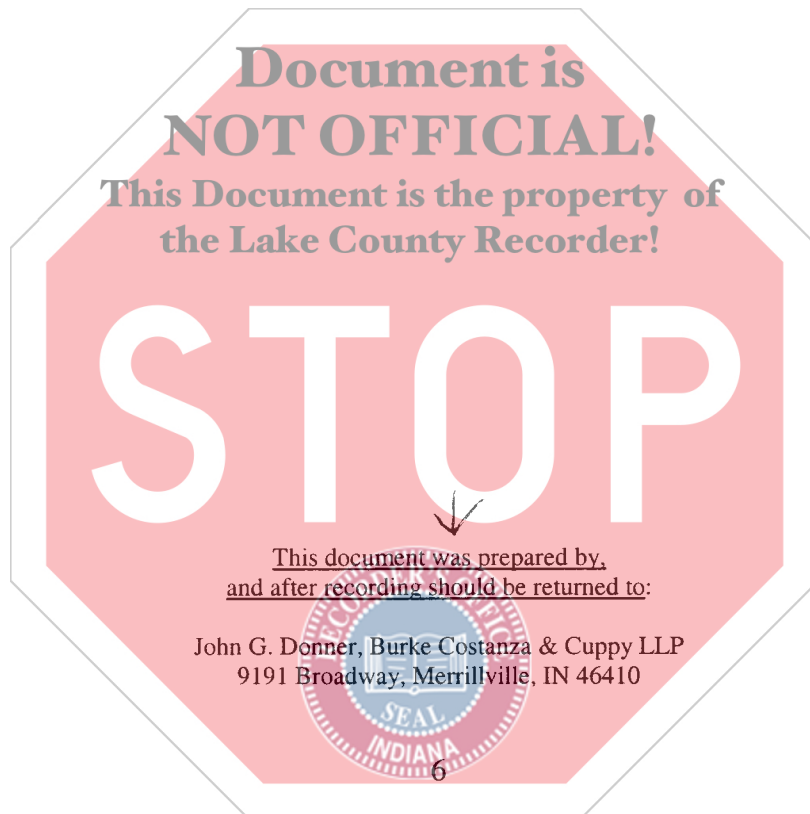 Document is
NOT OFFICIAL!
This Document is the property of
the Lake County Recorder!
STOP
This document was prepared by,
and after recording should be returned to:
John G. Donner, Burke Costanza & Cuppy LLP
9191 Broadway, Merrillville, IN 46410
RECORDER'S OFFICE
SEAL
INDIANA
6